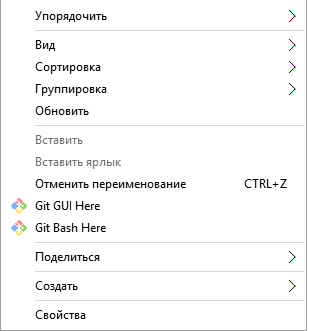 Упорядочить
Вид
Сортировка
Группировка
Обновить
Вставить
Вставить ярлык
Отменить переименование CTRL+Z
Git GUI Here
Git Bash Here
Поделиться
Создать
Свойства